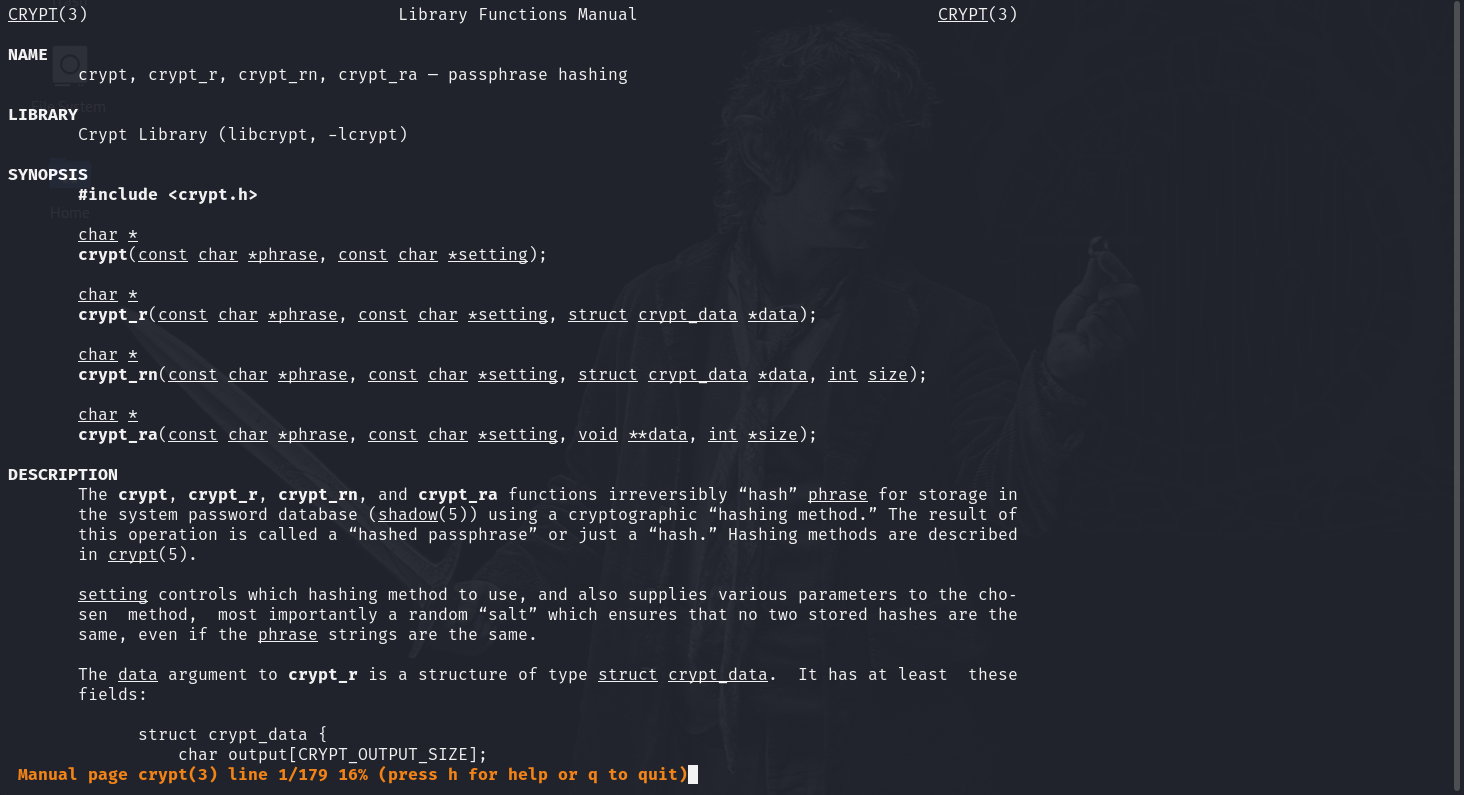 CRYPT(3) Library Functions Manual CRYPT(3)
NAME
crypt, crypt_r, crypt_rn, crypt_ra — passphrase hashing
File System
LIBRARY
Crypt Library (libcrypt, -lcrypt)
SYNOPSIS
#include <crypt.h>
Home
char *
crypt(const char *phrase, const char *setting);
char *
crypt_r(const char *phrase, const char *setting, struct crypt_data *data);
char *
crypt_rn(const char *phrase, const char *setting, struct crypt_data *data, int size);
char *
crypt_ra(const char *phrase, const char *setting, void **data, int *size);
DESCRIPTION
The crypt, crypt_r, crypt_rn, and crypt_ra functions irreversibly “hash” phrase for storage in
the system password database (shadow(5)) using a cryptographic “hashing method.” The result of
this operation is called a “hashed passphrase” or just a “hash.” Hashing methods are described
in crypt(5).
setting controls which hashing method to use, and also supplies various parameters to the cho-
sen  method,  most importantly a random “salt” which ensures that no two stored hashes are the
same, even if the phrase strings are the same.
The data argument to crypt_r is a structure of type struct crypt_data.  It has at least  these
fields:
struct crypt_data {
char output[CRYPT_OUTPUT_SIZE];
Manual page crypt(3) line 1/179 16% (press h for help or q to quit)